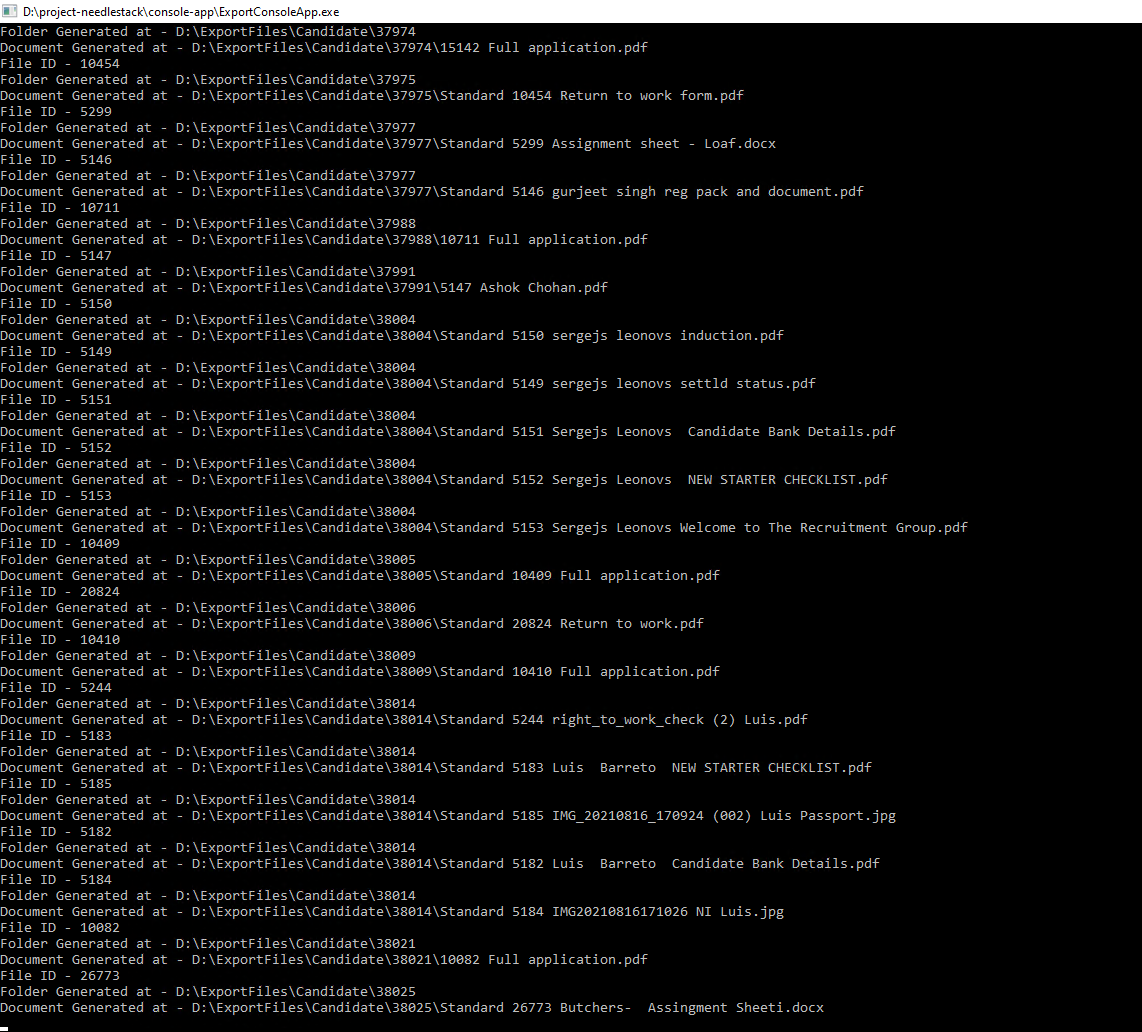 D:\project-needlestack\console-app\ExportConsoleApp.exe
Folder Generated at - D:\ExportFiles\Candidate\37974
Document Generated at - D:\ExportFiles\Candidate\37974\15142 Full application.pdf
File ID - 10454
Folder Generated at - D:\ExportFiles\Candidate\37975
Document Generated at - D:\ExportFiles\Candidate\37975\Standard 10454 Return to work form.pdf
File ID - 5299
Folder Generated at - D:\ExportFiles\Candidate\37977
Document Generated at - D:\ExportFiles\Candidate\37977\Standard 5299 Assignment sheet - Loaf.docx
File ID - 5146
Folder Generated at - D:\ExportFiles\Candidate\37977
Document Generated at - D:\ExportFiles\Candidate\37977\Standard 5146 gurjeet singh reg pack and document.pdf
File ID - 10711
Folder Generated at - D:\ExportFiles\Candidate\37988
Document Generated at - D:\ExportFiles\Candidate\37988\10711 Full application.pdf
File ID - 5147
Folder Generated at - D:\ExportFiles\Candidate\37991
Document Generated at - D:\ExportFiles\Candidate\37991\5147 Ashok Chohan.pdf
File ID - 5150
Folder Generated at - D:\ExportFiles\Candidate\38004
Document Generated at - D:\ExportFiles\Candidate\38004\Standard 5150 sergejs leonovs induction.pdf
File ID - 5149
Folder Generated at - D:\ExportFiles\Candidate\38004
Document Generated at - D:\ExportFiles\Candidate\38004\Standard 5149 sergejs leonovs settld status.pdf
File ID - 5151
Folder Generated at - D:\ExportFiles\Candidate\38004
Document Generated at - D:\ExportFiles\Candidate\38004\Standard 5151 Sergejs Leonovs  Candidate Bank Details.pdf
File ID - 5152
Folder Generated at - D:\ExportFiles\Candidate\38004
Document Generated at - D:\ExportFiles\Candidate\38004\Standard 5152 Sergejs Leonovs  NEW STARTER CHECKLIST.pdf
File ID - 5153
Folder Generated at - D:\ExportFiles\Candidate\38004
Document Generated at - D:\ExportFiles\Candidate\38004\Standard 5153 Sergejs Leonovs Welcome to The Recruitment Group.pdf
File ID - 10409
Folder Generated at - D:\ExportFiles\Candidate\38005
Document Generated at - D:\ExportFiles\Candidate\38005\Standard 10409 Full application.pdf
File ID - 20824
Folder Generated at - D:\ExportFiles\Candidate\38006
Document Generated at - D:\ExportFiles\Candidate\38006\Standard 20824 Return to work.pdf
File ID - 10410
Folder Generated at - D:\ExportFiles\Candidate\38009
Document Generated at - D:\ExportFiles\Candidate\38009\Standard 10410 Full application.pdf
File ID - 5244
Folder Generated at - D:\ExportFiles\Candidate\38014
Document Generated at - D:\ExportFiles\Candidate\38014\Standard 5244 right_to_work_check (2) Luis.pdf
File ID - 5183
Folder Generated at - D:\ExportFiles\Candidate\38014
Document Generated at - D:\ExportFiles\Candidate\38014\Standard 5183 Luis  Barreto  NEW STARTER CHECKLIST.pdf
File ID - 5185
Folder Generated at - D:\ExportFiles\Candidate\38014
Document Generated at - D:\ExportFiles\Candidate\38014\Standard 5185 IMG_20210816_170924 (002) Luis Passport.jpg
File ID - 5182
Folder Generated at - D:\ExportFiles\Candidate\38014
Document Generated at - D:\ExportFiles\Candidate\38014\Standard 5182 Luis  Barreto  Candidate Bank Details.pdf
File ID - 5184
Folder Generated at - D:\ExportFiles\Candidate\38014
Document Generated at - D:\ExportFiles\Candidate\38014\Standard 5184 IMG20210816171026 NI Luis.jpg
File ID - 10082
Folder Generated at - D:\ExportFiles\Candidate\38021
Document Generated at - D:\ExportFiles\Candidate\38021\10082 Full application.pdf
File ID - 26773
Folder Generated at - D:\ExportFiles\Candidate\38025
Document Generated at - D:\ExportFiles\Candidate\38025\Standard 26773 Butchers-  Assingment Sheeti.docx